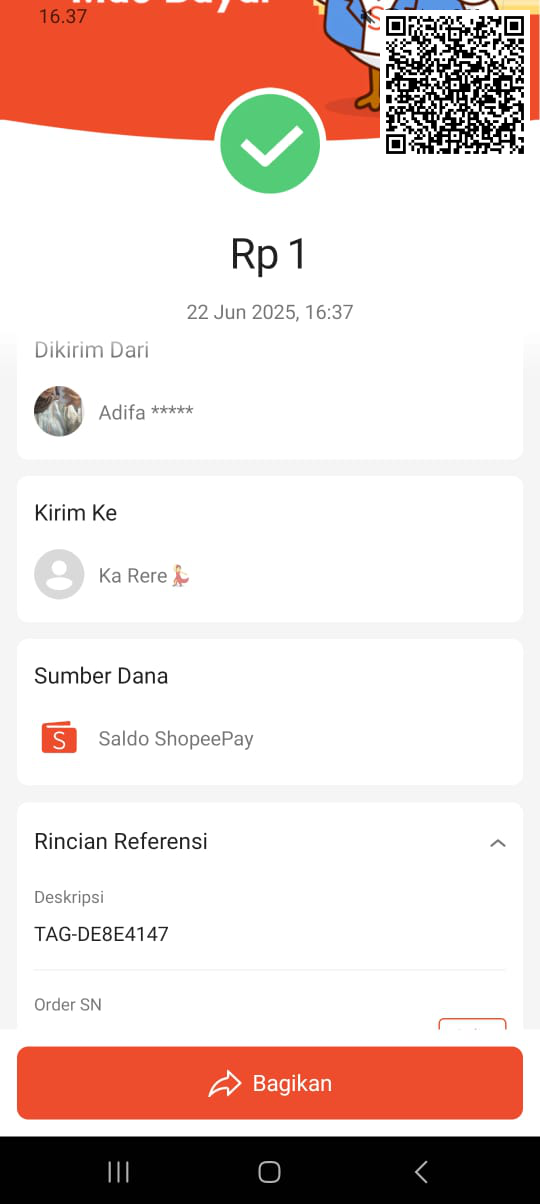 16.37
Rp 1
22 Jun 2025, 16:37
Dikirim Dari
Adifa *****
Kirim Ke
Ka Rere💃
Sumber Dana
S
Saldo ShopeePay
Rincian Referensi
Deskripsi
TAG-DE8E4147
Order SN
Bagikan